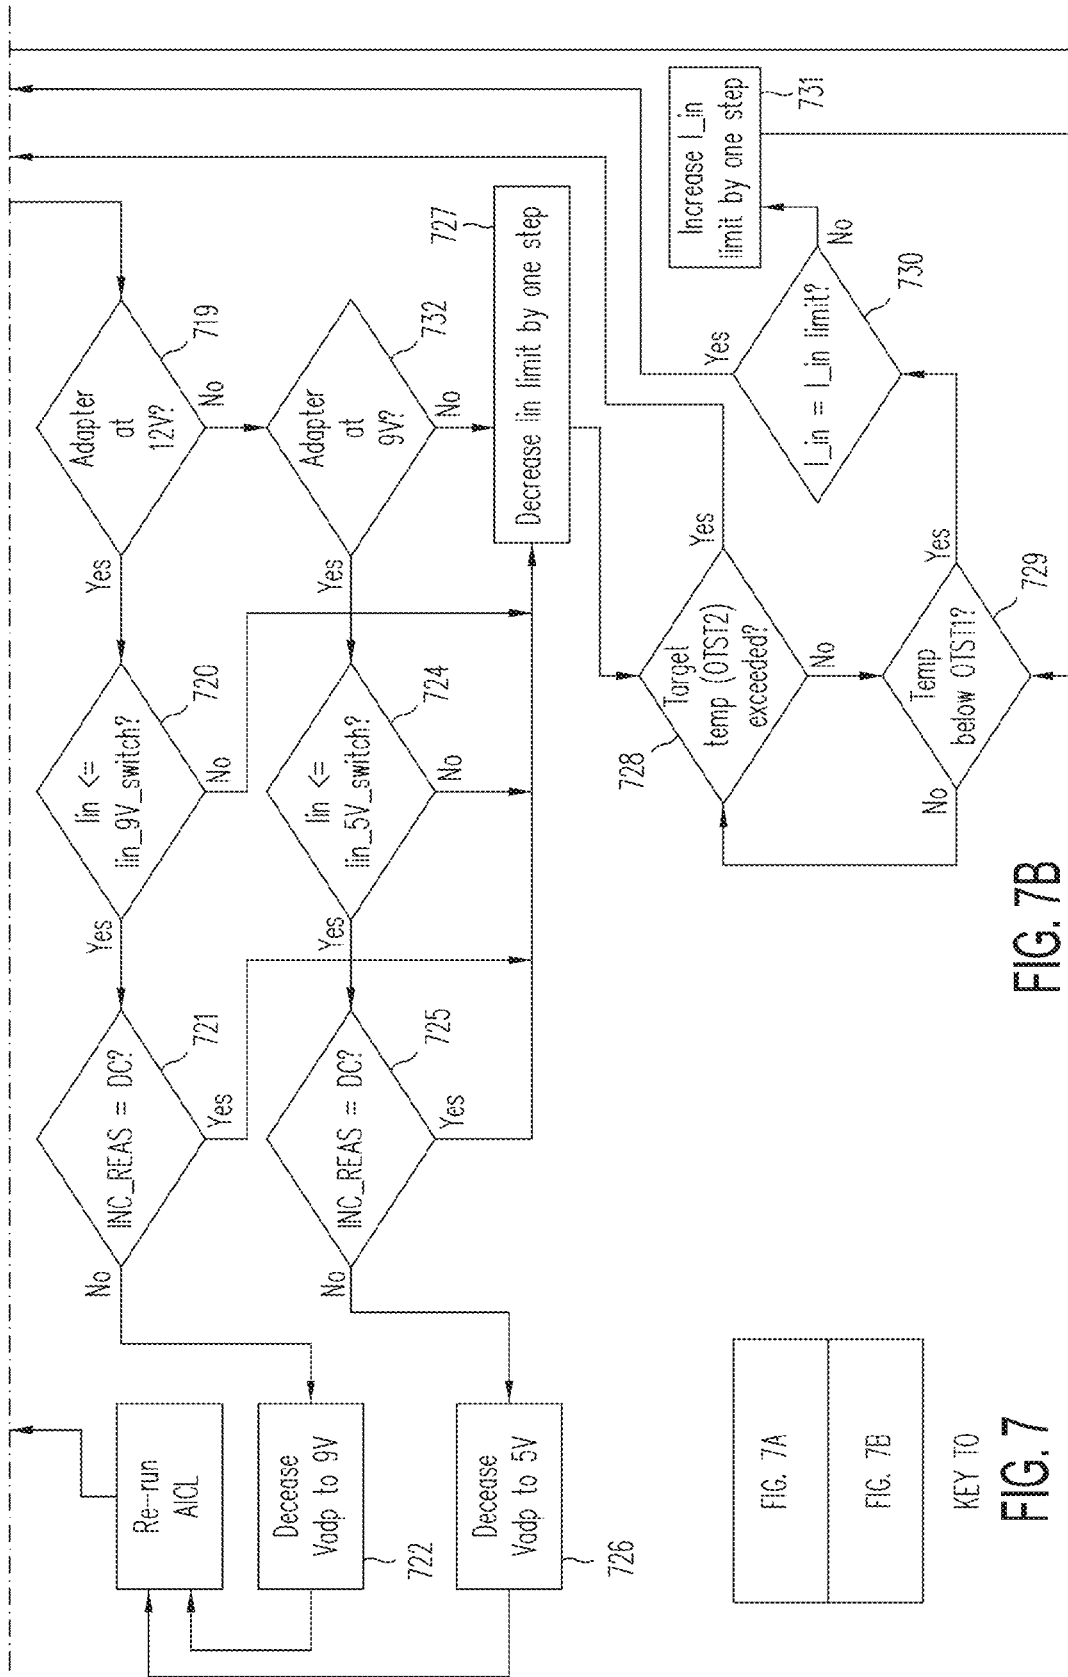 Re-run
AICL
No
INC_REAS = DC?
721
Yes
Yes
Iin <=
Iin_9V_switch?
720
No
Yes
Adapter
at
12V?
719
No
Decease
Vadp to 9V
722
No
INC_REAS = DC?
725
Yes
Yes
Iin <=
Iin_5V_switch?
724
No
Yes
Adapter
at
9V?
732
No
Decease
Vadp to 5V
726
Decrease Iin limit by one step
727
728
Target
temp (OTST2)
exceeded?
Yes
No
I_in = I_in limit?
Yes
730
No
Increase I_in
limit by one step
731
No
Temp
below OTST1?
Yes
729
FIG. 7A
FIG. 7B
KEY TO
FIG. 7
FIG. 7B